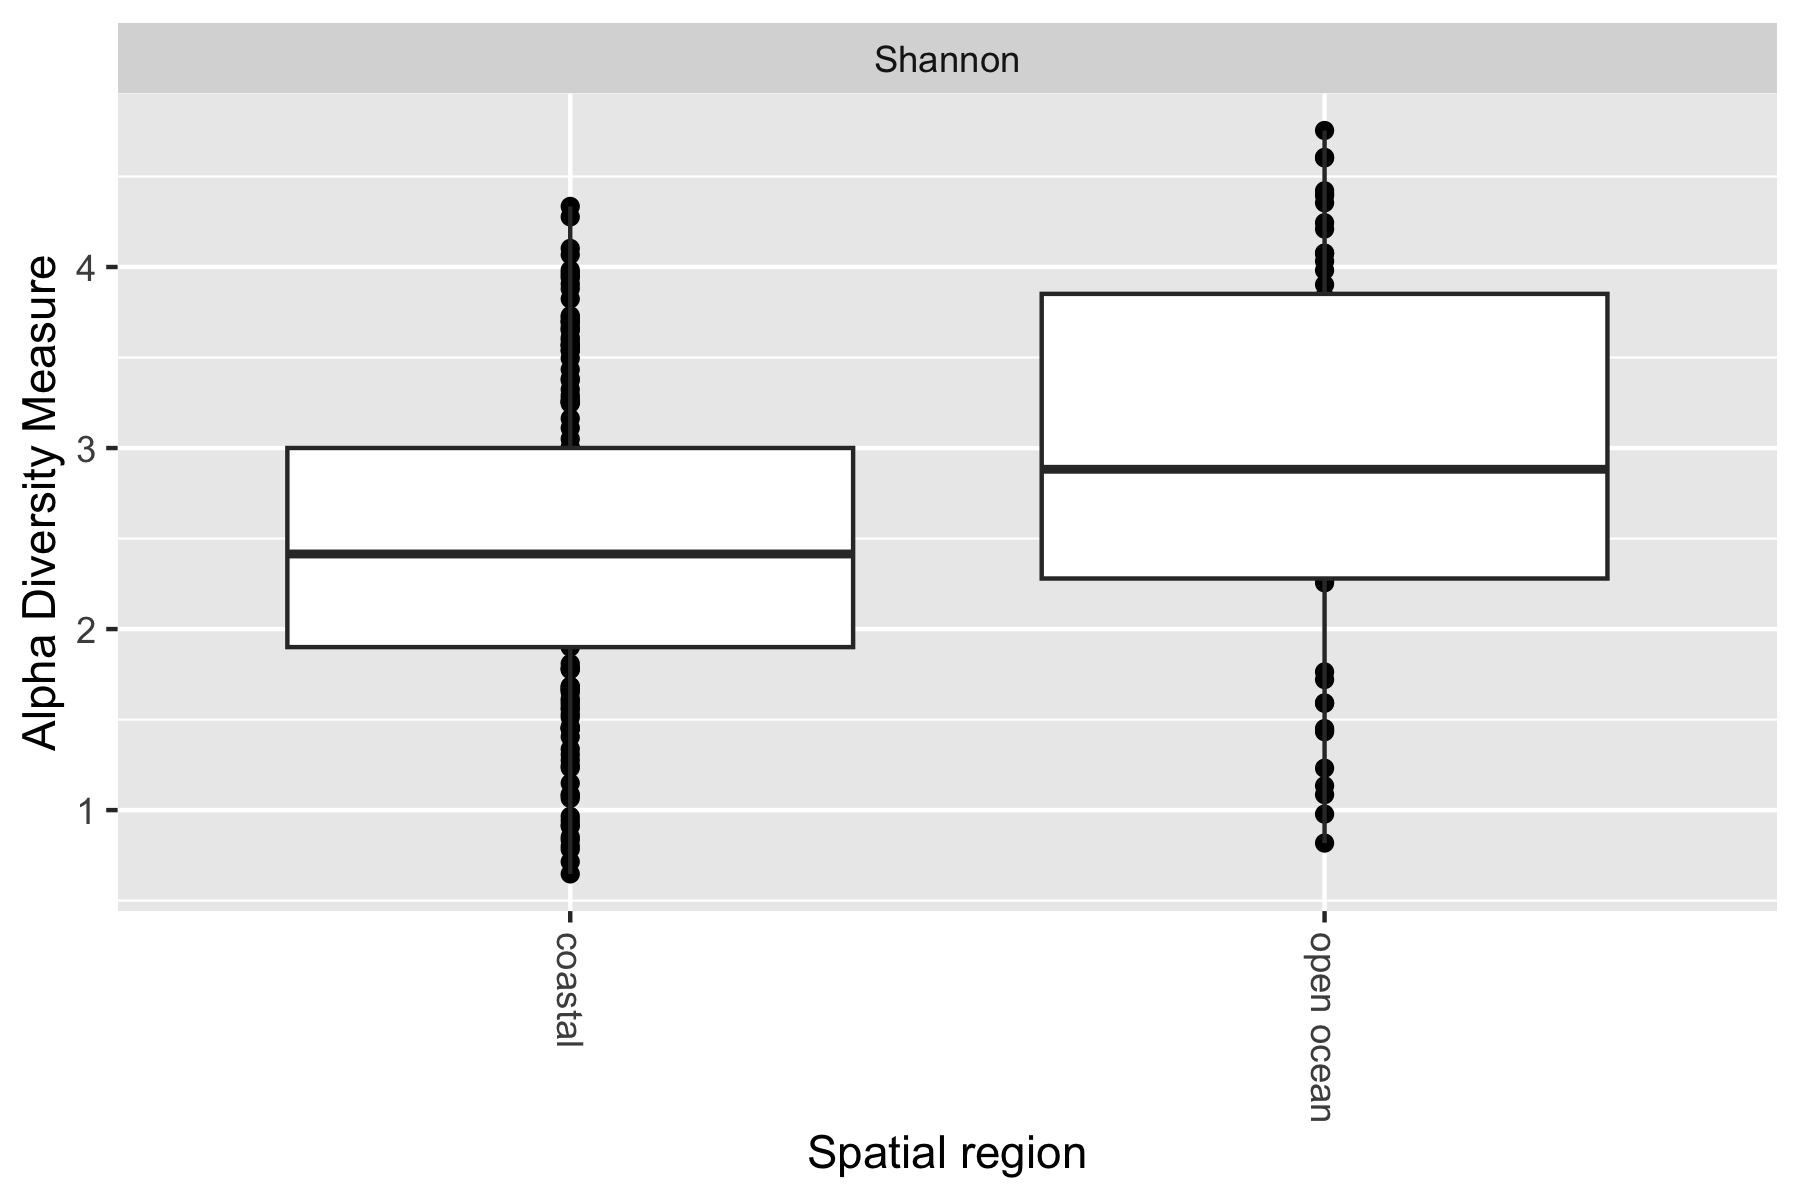 Shannon
Alpha Diversity Measure
4
3
2
1
coastal
open ocean
Spatial region